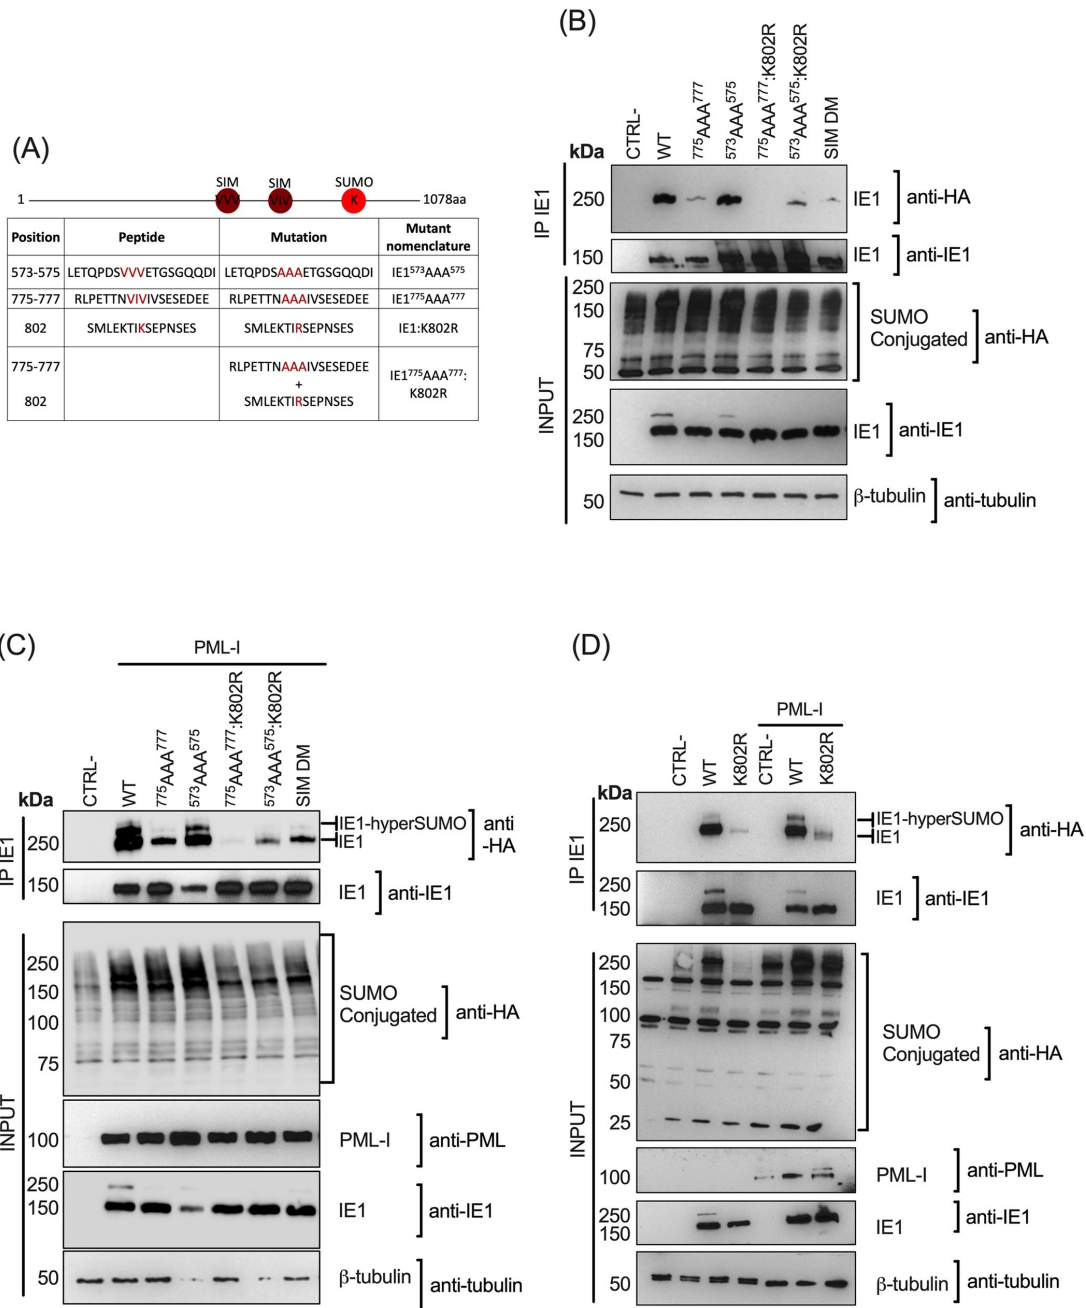 (A)
SIM SIM SUMO
1 VVV VIV K 1078aa
Position Peptide Mutation Mutant nomenclature
573-575 LETQPDSVVVETGSGQQDI LETQPDSAAAETGSGQQDI IE1⁵⁷³AAA⁵⁷⁵
775-777 RLPETTNVIVIVSESEDEE RLPETTNAAAIVSESEDEE IE1⁷⁷⁵AAA⁷⁷⁷
802 SMLEKTIKSEPNSES SMLEKTIRSEPNSES IE1:K802R
775-777 RLPETTNAAAIVSESEDEE IE1⁷⁷⁵AAA⁷⁷⁷:
+ K802R
802 SMLEKTIRSEPNSES
(B)
kDa CTRL- WT ⁷⁷⁵AAA⁷⁷⁷ ⁵⁷³AAA⁵⁷⁵ ⁷⁷⁵AAA⁷⁷⁷:K802R ⁵⁷³AAA⁵⁷⁵:K802R SIM DM
IP IE1
250 IE1 anti-HA
150 IE1 anti-IE1
INPUT
250
150 SUMO
Conjugated anti-HA
75
50
250
150 IE1 anti-IE1
50 β-tubulin anti-tubulin
(C)
PML-I
kDa CTRL- WT ⁷⁷⁵AAA⁷⁷⁷ ⁵⁷³AAA⁵⁷⁵ ⁷⁷⁵AAA⁷⁷⁷:K802R ⁵⁷³AAA⁵⁷⁵:K802R SIM DM
IP IE1
IE1-hyperSUMO anti
250 IE1 -HA
150 IE1 anti-IE1
INPUT
250
150 SUMO
100 Conjugated anti-HA
75
100 PML-I anti-PML
250
150 IE1 anti-IE1
50 β-tubulin anti-tubulin
(D)
PML-I
kDa CTRL- WT K802R CTRL- WT K802R
IP IE1
IE1-hyperSUMO
250 IE1 anti-HA
250
150 IE1 anti-IE1
INPUT
250
150
100 SUMO
75 Conjugated anti-HA
50
25
100 PML-I anti-PML
250
150 IE1 anti-IE1
50 β-tubulin anti-tubulin